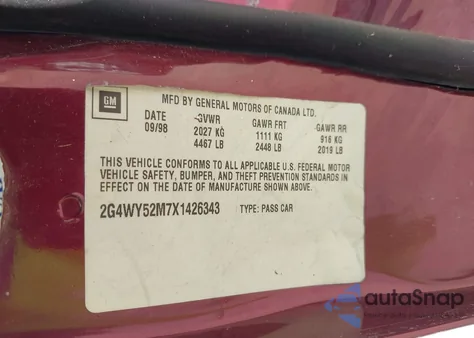 GM
MFD BY GENERAL MOTORS OF CANADA LTD.
DATE GVWR GAWR FRT GAWR RR
09/98 2027 KG 1111 KG 916 KG
4467 LB 2448 LB 2019 LB
THIS VEHICLE CONFORMS TO ALL APPLICABLE U.S. FEDERAL MOTOR
VEHICLE SAFETY, BUMPER, AND THEFT PREVENTION STANDARDS IN
EFFECT ON THE DATE OF MANUFACTURE SHOWN ABOVE.
2G4WY52M7X1426343 TYPE: PASS CAR
autaSnap